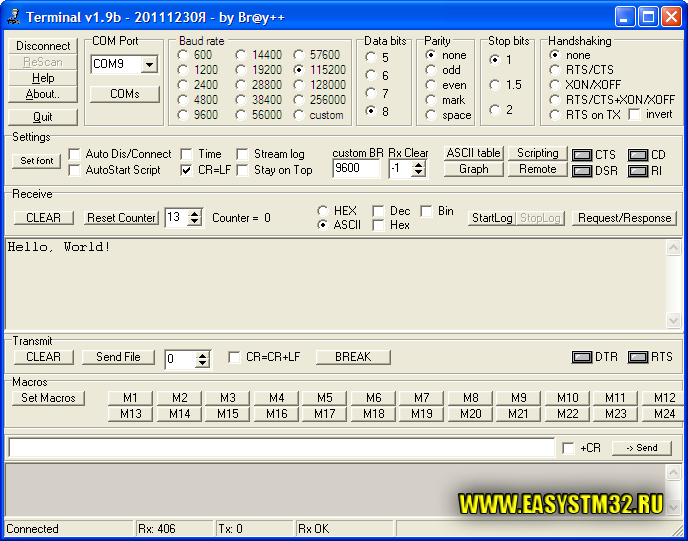 Terminal v1.9b - 20111230Я - by Br@y++
Disconnect
ReScan
Help
About..
Quit
COM Port
COM9
COMs
Baud rate
600 14400 57600
1200 19200 115200
2400 28800 128000
4800 38400 256000
9600 56000 custom
Data bits
5
6
7
8
Parity
none
odd
even
mark
space
Stop bits
1
1.5
2
Handshaking
none
RTS/CTS
XON/XOFF
RTS/CTS+XON/XOFF
RTS on TX invert
Settings
Set font
Auto Dis/Connect Time Stream log
AutoStart Script CR=LF Stay on Top
custom BR Rx Clear
9600 -1
ASCII table Scripting
Graph Remote
CTS CD
DSR RI
Receive
CLEAR Reset Counter 13 Counter = 0
HEX Dec Bin
ASCII Hex
StartLog StopLog Request/Response
Hello, World!
Transmit
CLEAR Send File 0 CR=CR+LF BREAK DTR RTS
Macros
Set Macros
M1 M2 M3 M4 M5 M6 M7 M8 M9 M10 M11 M12
M13 M14 M15 M16 M17 M18 M19 M20 M21 M22 M23 M24
+CR -> Send
WWW.EASYSTM32.RU
Connected Rx: 406 Tx: 0 Rx OK